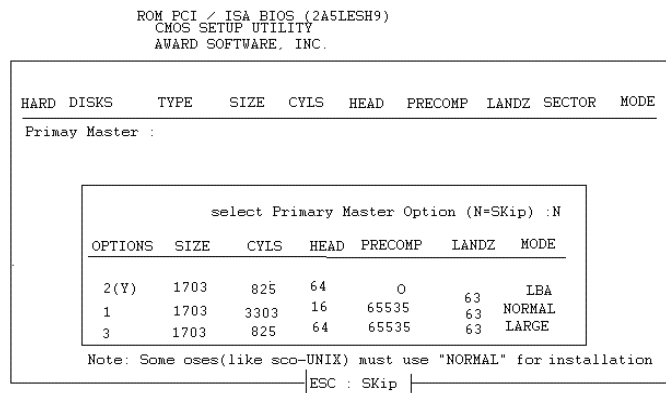 ROM PCI / ISA BIOS (2A5LESH9)
CMOS SETUP UTILITY
AWARD SOFTWARE, INC.
HARD DISKS TYPE SIZE CYLS HEAD PRECOMP LANDZ SECTOR MODE
Primay Master :
select Primary Master Option (N=SKip) :N
OPTIONS SIZE CYLS HEAD PRECOMP LANDZ MODE
2(Y) 1703 825 64 O 63 LBA
1 1703 3303 16 65535 63 NORMAL
3 1703 825 64 65535 63 LARGE
Note: Some oses(like sco-UNIX) must use "NORMAL" for installation
ESC : SKip